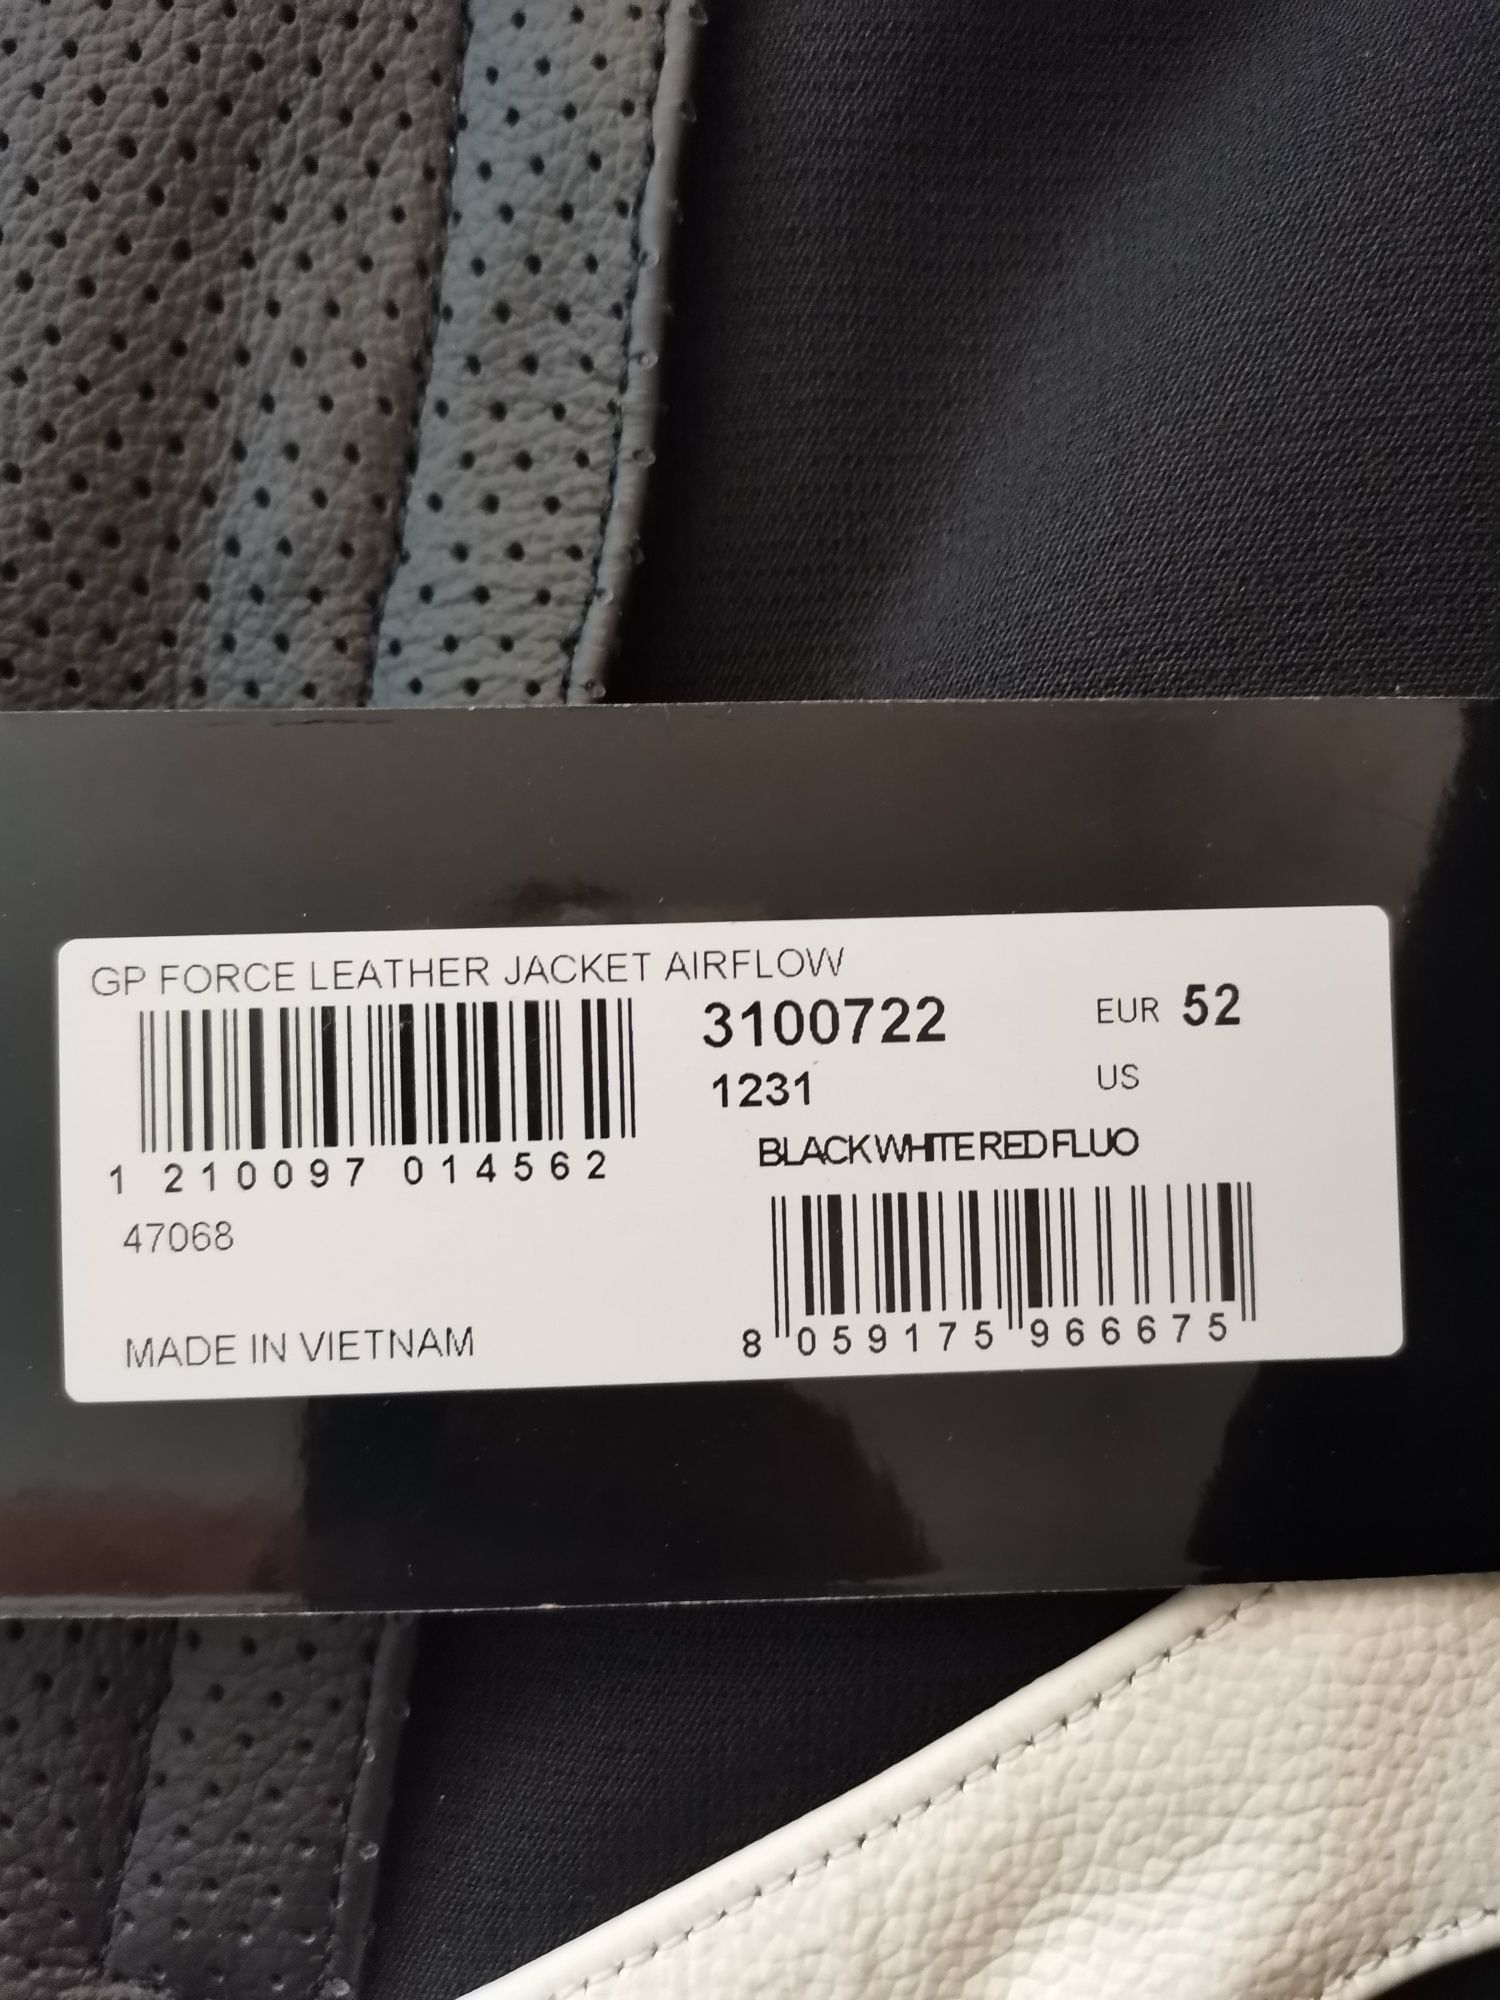 GP FORCE LEATHER JACKET AIRFLOW
3100722
EUR 52
1231
US
BLACK WHITE RED FLUO
1 210097 014562
47068
MADE IN VIETNAM
8 059175 966675